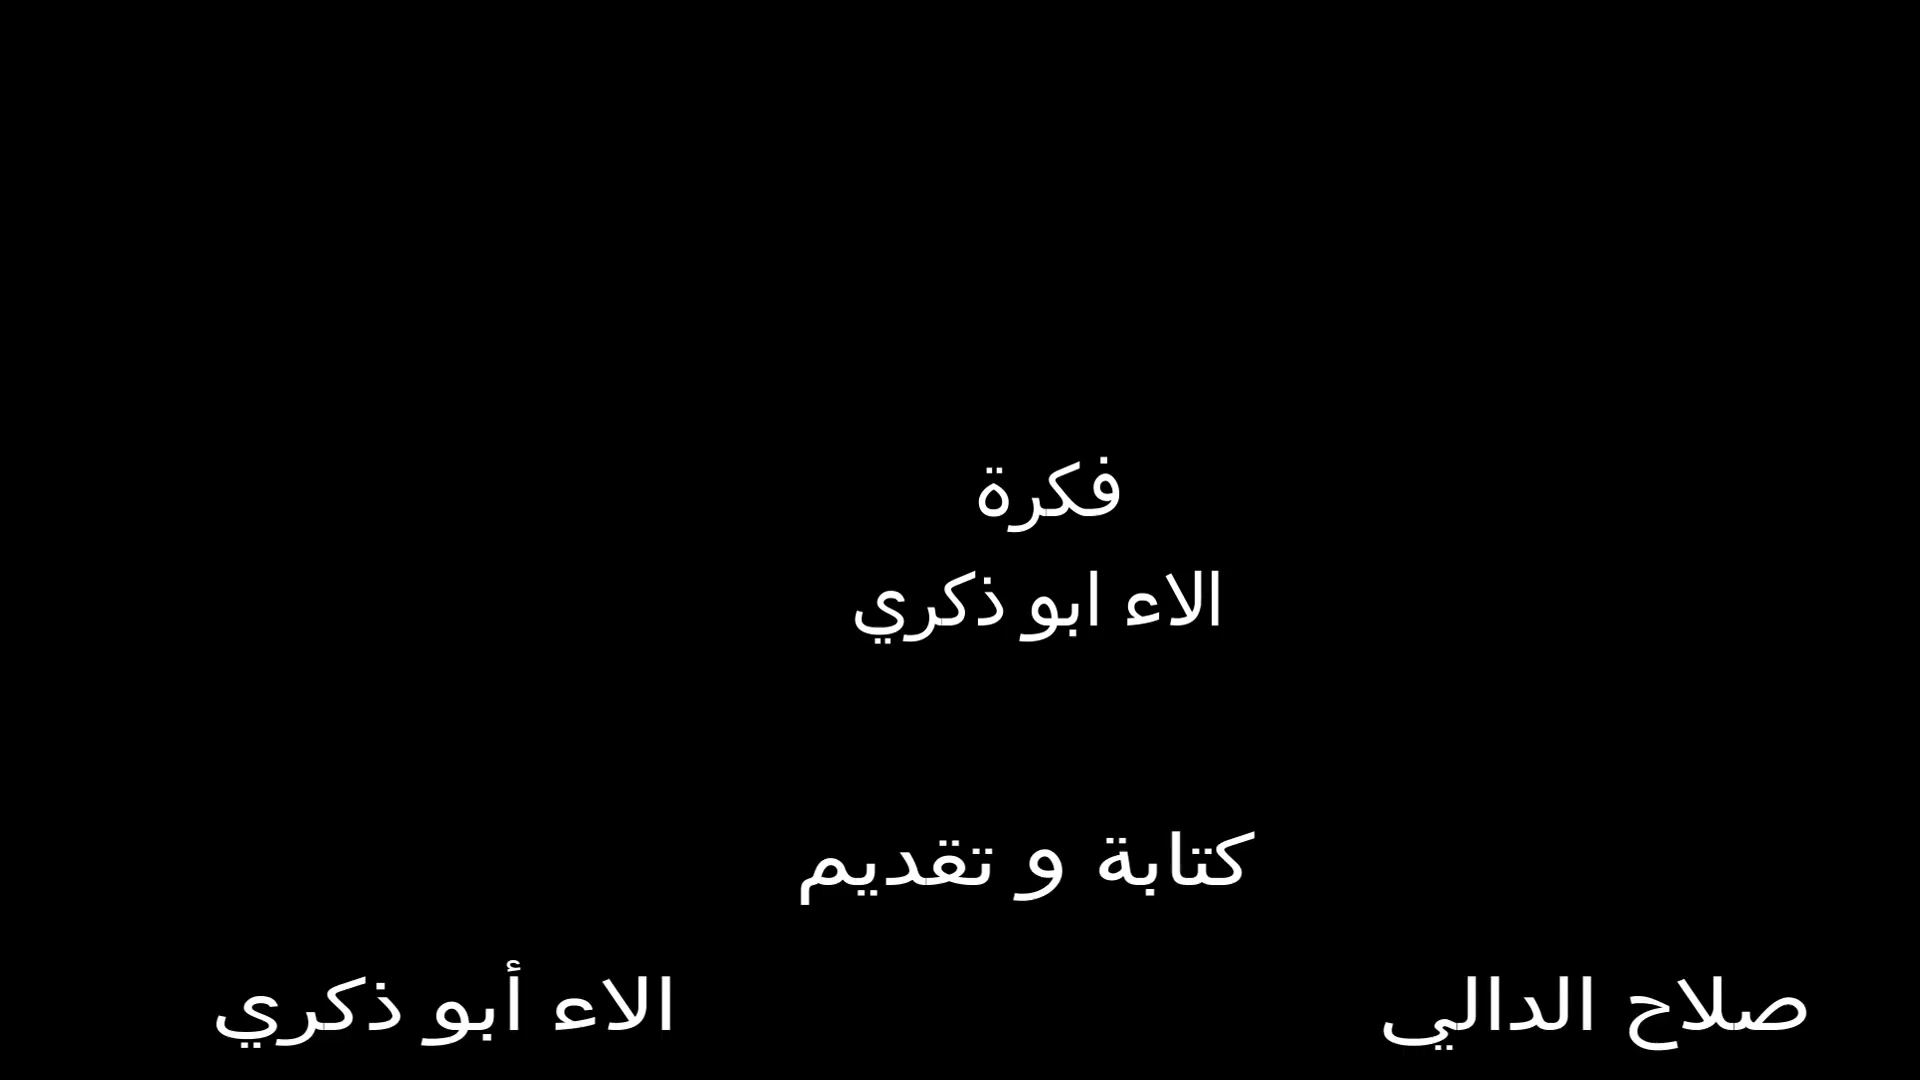 فكرة
الاء ابو ذكري
كتابة و تقديم
صلاح الدالي
الاء أبو ذكري